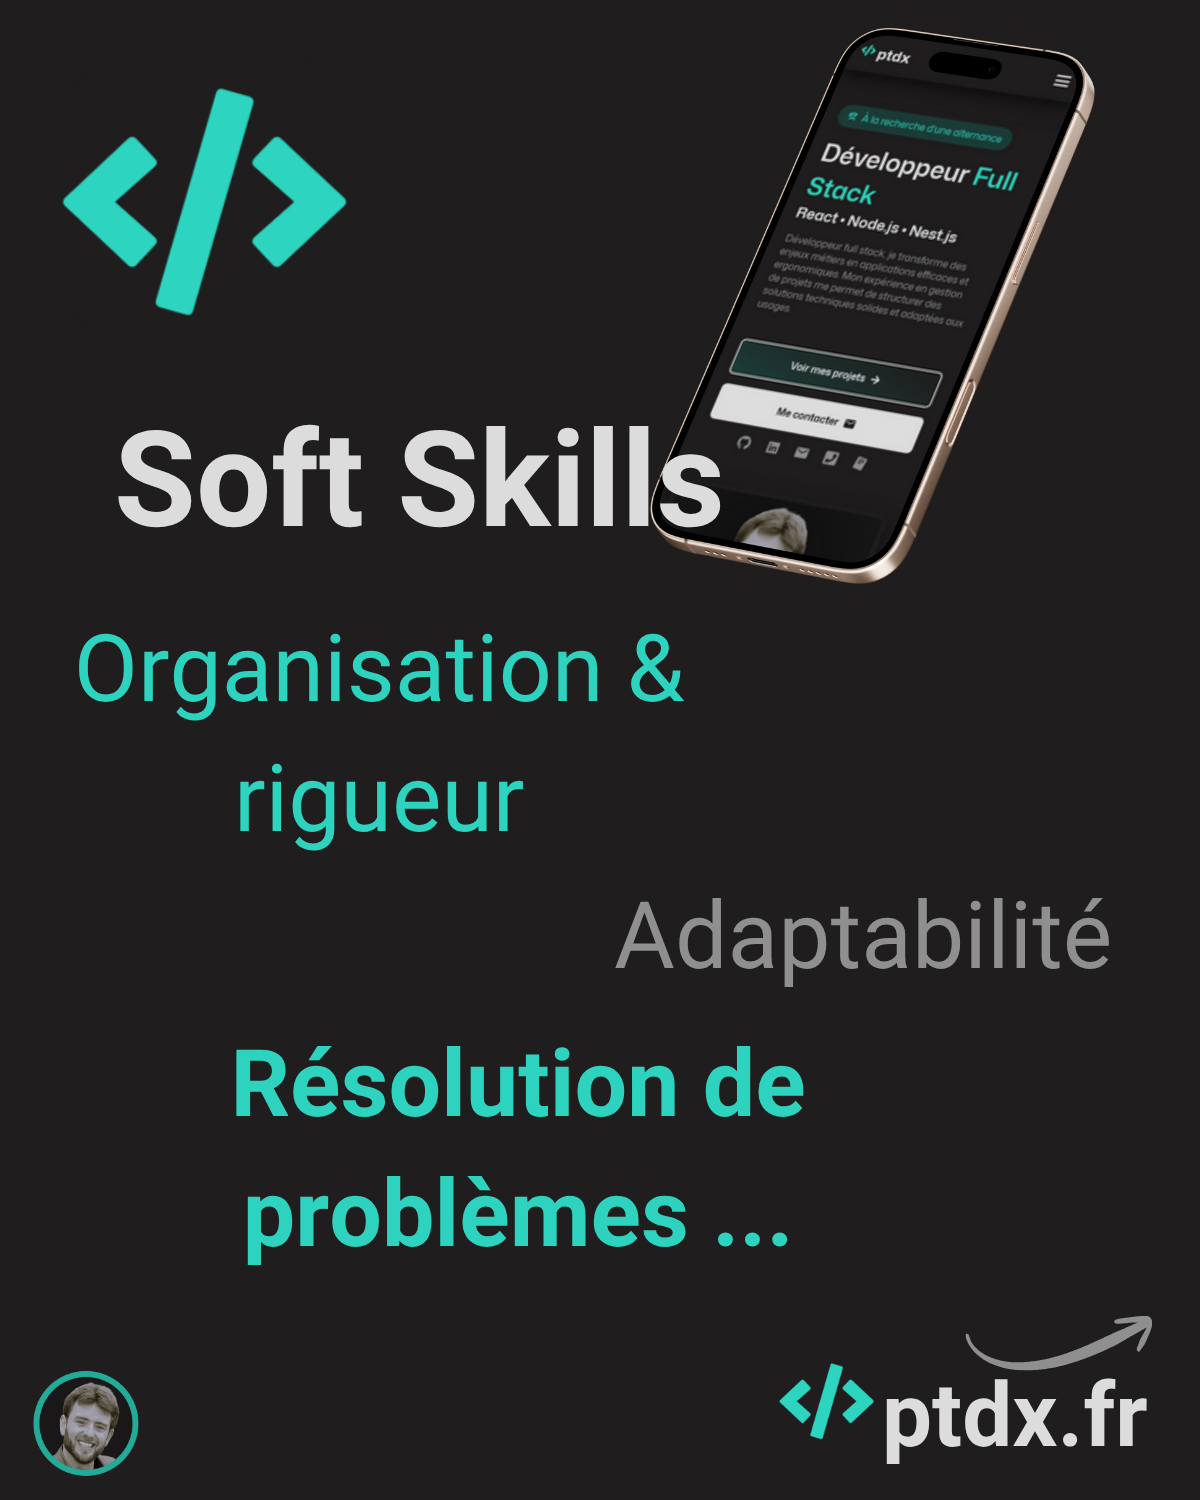 </>
</>ptdx
À la recherche d'une alternance
Développeur Full
Stack
React • Node.js • Nest.js
Développeur full stack, je transforme des
enjeux métiers en applications efficaces et
ergonomiques. Mon expérience en gestion
de projets me permet de structurer des
solutions techniques solides et adaptées aux
usages.
Voir mes projets →
Me contacter
Soft Skills
Organisation &
rigueur
Adaptabilité
Résolution de
problèmes ...
</>ptdx.fr